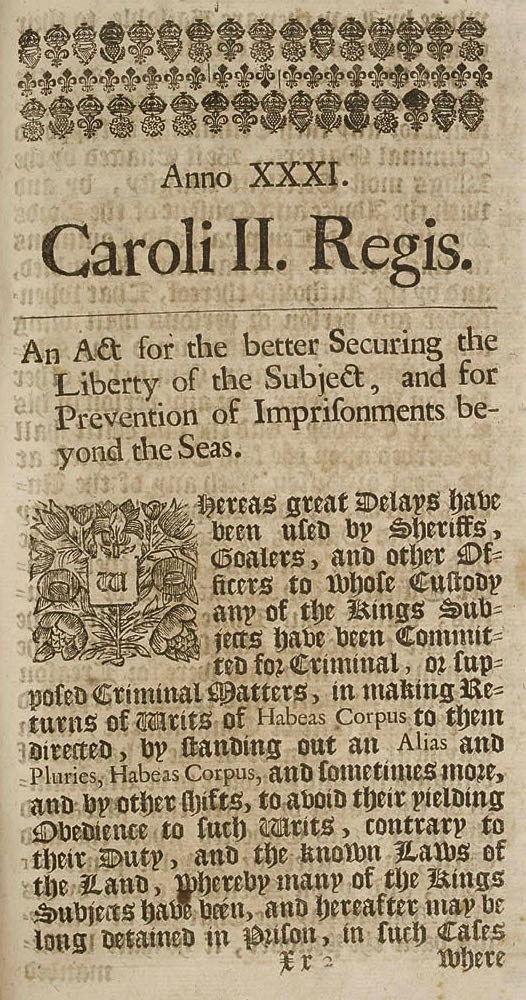 Anno XXXI.
Caroli II. Regis.
An Act for the better Securing the
Liberty of the Subject, and for
Prevention of Impriſonments be-
yond the Seas.
WHereas great Delays have
been uſed by Sheriffs,
Goalers, and other Of-
ficers to whoſe Cuſtody
any of the Kings Sub-
jects have been Commit-
ted for Criminal, or ſup-
poſed Criminal Matters, in making Re-
turns of Writs of Habeas Corpus to them
directed, by ſtanding out an Alias and
Pluries, Habeas Corpus, and ſometimes more,
and by other ſhifts, to avoid their yielding
Obedience to ſuch Writs, contrary to
their Duty, and the known Laws of
the Land, whereby many of the Kings
Subjects have been, and hereafter may be
long detained in Priſon, in ſuch Caſes
Xx 2 where